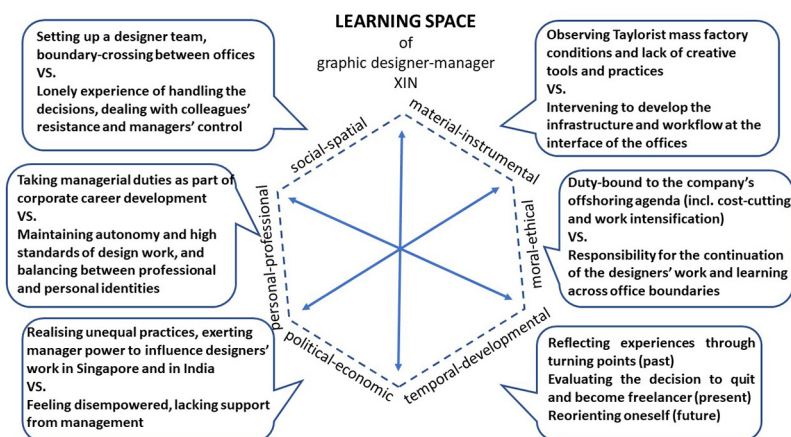 LEARNING SPACE
of
graphic designer-manager
XIN
Setting up a designer team,
boundary-crossing between offices
VS.
Lonely experience of handling the
decisions, dealing with colleagues'
resistance and managers' control
Observing Taylorist mass factory
conditions and lack of creative
tools and practices
VS.
Intervening to develop the
infrastructure and workflow at the
interface of the offices
social-spatial
material-instrumental
Taking managerial duties as part of
corporate career development
VS.
Maintaining autonomy and high
standards of design work, and
balancing between professional
and personal identities
personal-professional
moral-ethical
Duty-bound to the company's
offshoring agenda (incl. cost-cutting
and work intensification)
VS.
Responsibility for the continuation
of the designers' work and learning
across office boundaries
Realising unequal practices, exerting
manager power to influence designers'
work in Singapore and in India
VS.
Feeling disempowered, lacking support
from management
political-economic
temporal-developmental
Reflecting experiences through
turning points (past)
Evaluating the decision to quit
and become freelancer (present)
Reorienting oneself (future)